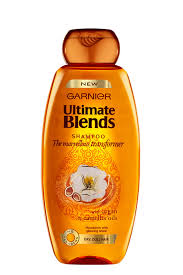 NEW
GARNIER
Ultimate
Blends
SHAMPOO
The marvellous transformer
argan
camellia oils
DRY, DULL HAIR